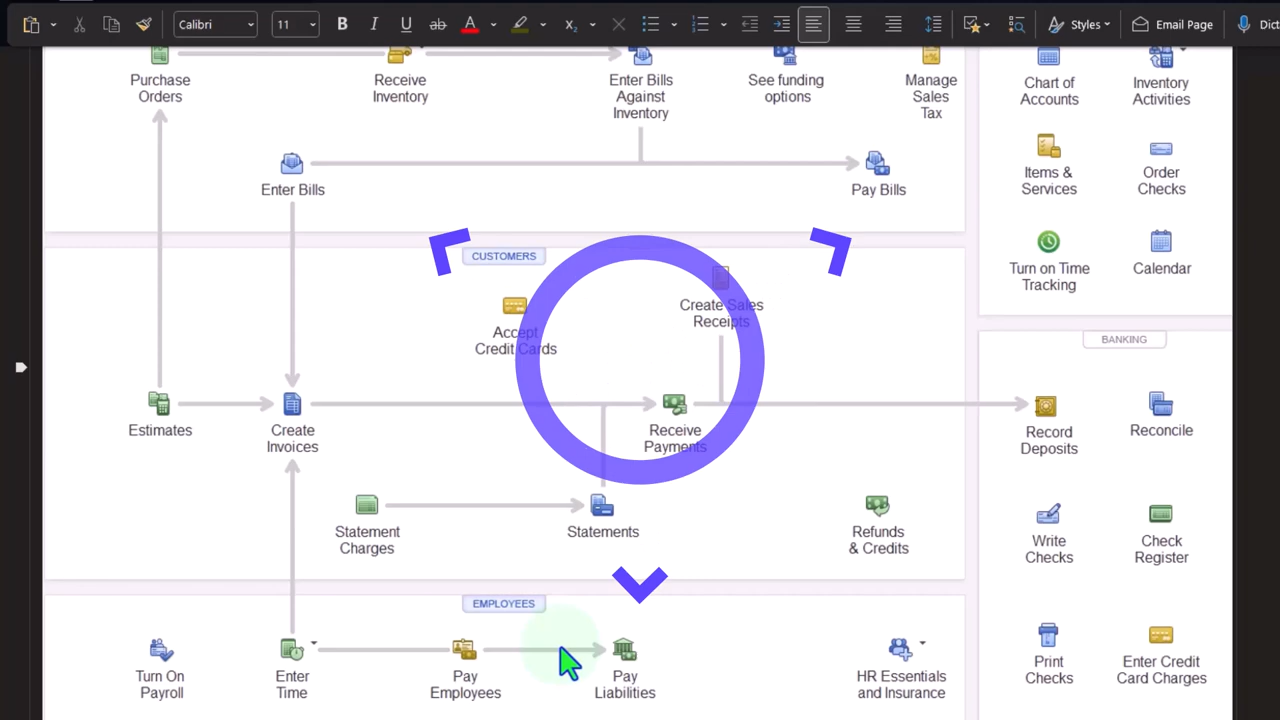 Calibri
11
B
I
U
ab
A
x₂
Styles
Email Page
Purchase
Orders
Receive
Inventory
Enter Bills
Against
Inventory
See funding
options
Manage
Sales
Tax
Chart of
Accounts
Inventory
Activities
Enter Bills
Pay Bills
Items &
Services
Order
Checks
Turn on Time
Tracking
Calendar
CUSTOMERS
Accept
Credit Cards
Create Sales
Receipts
BANKING
Estimates
Create
Invoices
Receive
Payments
Record
Deposits
Reconcile
Statement
Charges
Statements
Refunds
& Credits
Write
Checks
Check
Register
EMPLOYEES
Turn On
Payroll
Enter
Time
Pay
Employees
Pay
Liabilities
HR Essentials
and Insurance
Print
Checks
Enter Credit
Card Charges